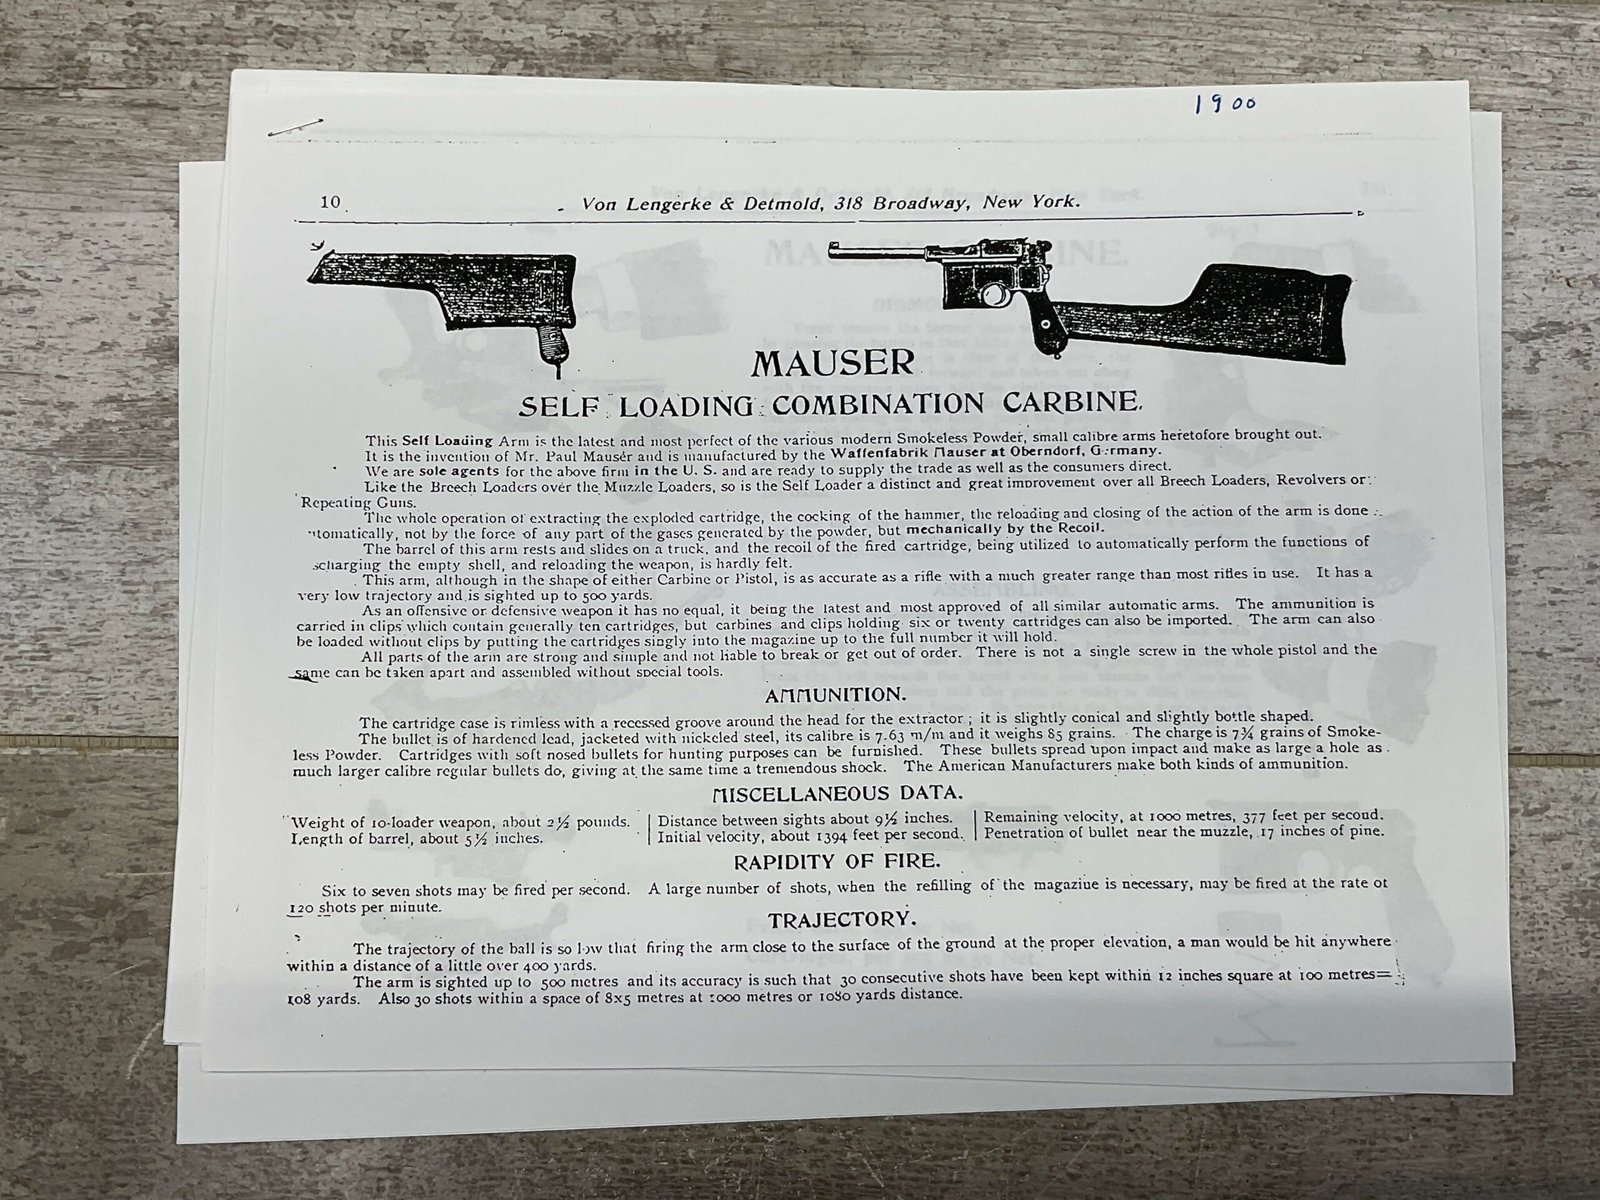 1900
10 Von Lengerke & Detmold, 318 Broadway, New York.
MAUSER
SELF LOADING COMBINATION CARBINE.
This Self Loading Arm is the latest and most perfect of the various modern Smokeless Powder, small calibre arms heretofore brought out.
It is the invention of Mr. Paul Mauser and is manufactured by the Waffenfabrik Mauser at Oberndorf, G rmany.
We are sole agents for the above firm in the U. S. and are ready to supply the trade as well as the consumers direct.
Like the Breech Loaders over the Muzzle Loaders, so is the Self Loader a distinct and great improvement over all Breech Loaders, Revolvers or
Repeating Guns.
The whole operation of extracting the exploded cartridge, the cocking of the hammer, the reloading and closing of the action of the arm is done
tomatically, not by the force of any part of the gases generated by the powder, but mechanically by the Recoil.
The barrel of this arm rests and slides on a truck, and the recoil of the fired cartridge, being utilized to automatically perform the functions of
scharging the empty shell, and reloading the weapon, is hardly felt.
This arm, although in the shape of either Carbine or Pistol, is as accurate as a rifle with a much greater range than most rifles in use. It has a
very low trajectory and is sighted up to 500 yards.
As an offensive or defensive weapon it has no equal, it being the latest and most approved of all similar automatic arms. The ammunition is
carried in clips which contain generally ten cartridges, but carbines and clips holding six or twenty cartridges can also be imported. The arm can also
be loaded without clips by putting the cartridges singly into the magazine up to the full number it will hold.
All parts of the arm are strong and simple and not liable to break or get out of order. There is not a single screw in the whole pistol and the
same can be taken apart and assembled without special tools.
AMMUNITION.
The cartridge case is rimless with a recessed groove around the head for the extractor; it is slightly conical and slightly bottle shaped.
The bullet is of hardened lead, jacketed with nickeled steel, its calibre is 7.63 m/m and it weighs 85 grains. The charge is 7¾ grains of Smoke-
less Powder. Cartridges with soft nosed bullets for hunting purposes can be furnished. These bullets spread upon impact and make as large a hole as
much larger calibre regular bullets do, giving at the same time a tremendous shock. The American Manufacturers make both kinds of ammunition.
MISCELLANEOUS DATA.
Weight of 10-loader weapon, about 2½ pounds. | Distance between sights about 9½ inches. | Remaining velocity, at 1000 metres, 377 feet per second.
Length of barrel, about 5½ inches. | Initial velocity, about 1394 feet per second. | Penetration of bullet near the muzzle, 17 inches of pine.
RAPIDITY OF FIRE.
Six to seven shots may be fired per second. A large number of shots, when the refilling of the magazine is necessary, may be fired at the rate of
120 shots per minute.
TRAJECTORY.
The trajectory of the ball is so low that firing the arm close to the surface of the ground at the proper elevation, a man would be hit anywhere
within a distance of a little over 400 yards.
The arm is sighted up to 500 metres and its accuracy is such that 30 consecutive shots have been kept within 12 inches square at 100 metres=
108 yards. Also 30 shots within a space of 8x5 metres at 1000 metres or 1080 yards distance.